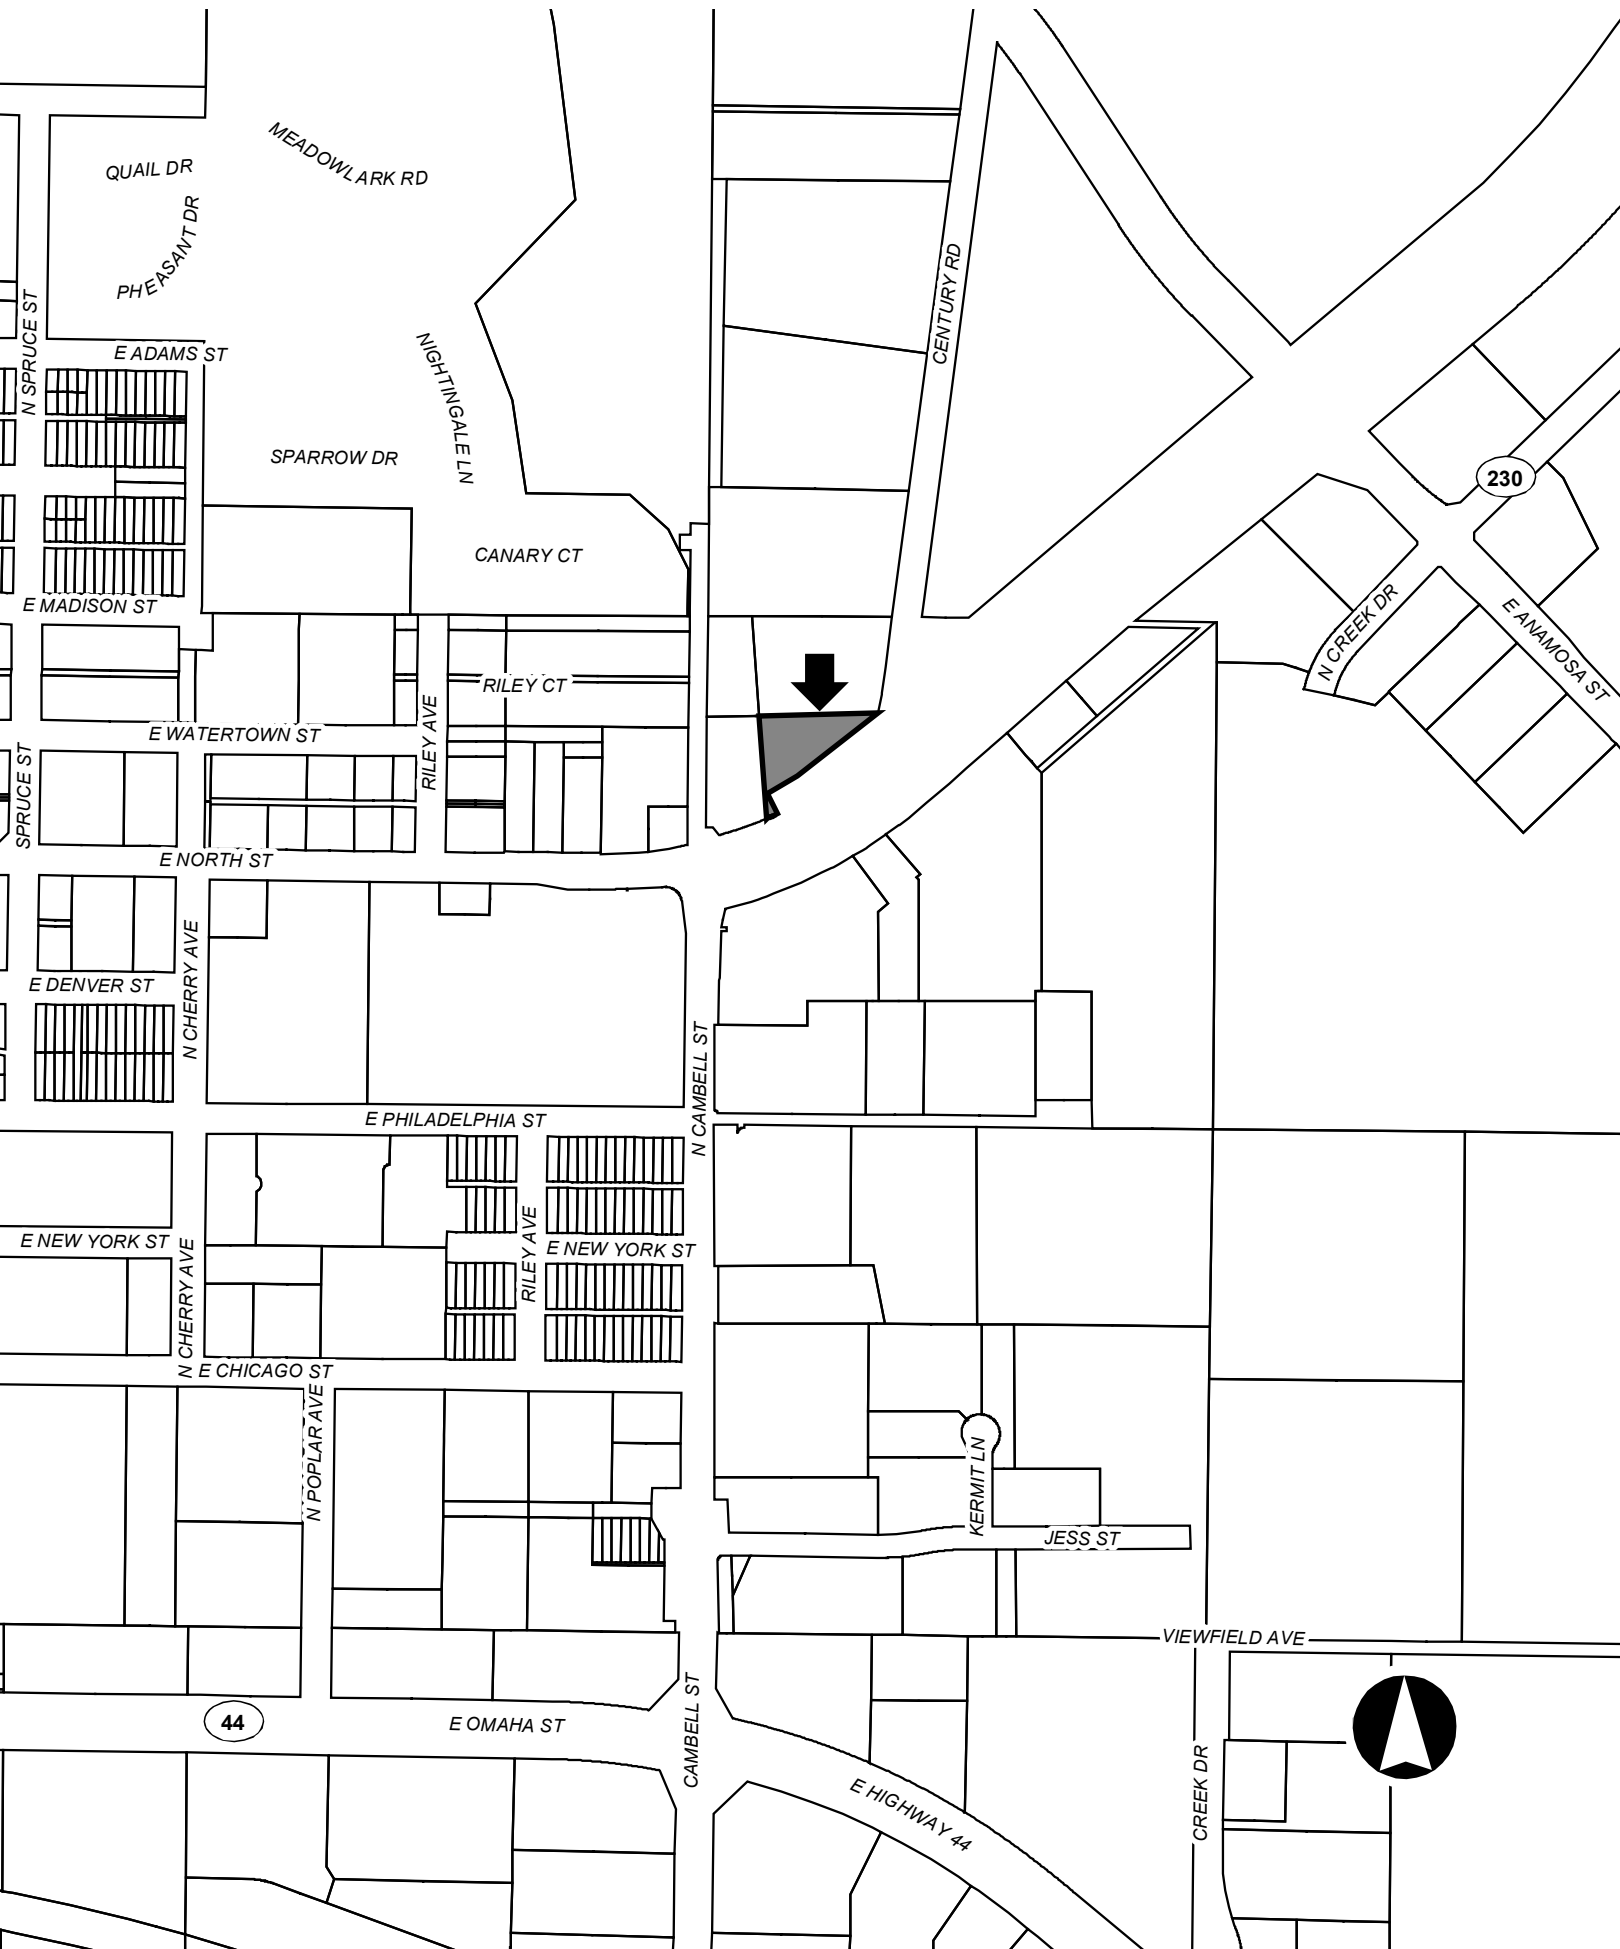 MEADOWLARK RD
QUAIL DR
PHEASANT DR
CENTURY RD
N SPRUCE ST
E ADAMS ST
NIGHTINGALE LN
SPARROW DR
230
CANARY CT
E MADISON ST
N CREEK DR
E ANAMOSA ST
RILEY CT
E WATERTOWN ST
RILEY AVE
SPRUCE ST
E NORTH ST
N CHERRY AVE
E DENVER ST
N CAMBELL ST
E PHILADELPHIA ST
E NEW YORK ST
RILEY AVE
E NEW YORK ST
N CHERRY AVE
E CHICAGO ST
N POPLAR AVE
KERMIT LN
JESS ST
VIEWFIELD AVE
CAMBELL ST
44
E OMAHA ST
CREEK DR
E HIGHWAY 44